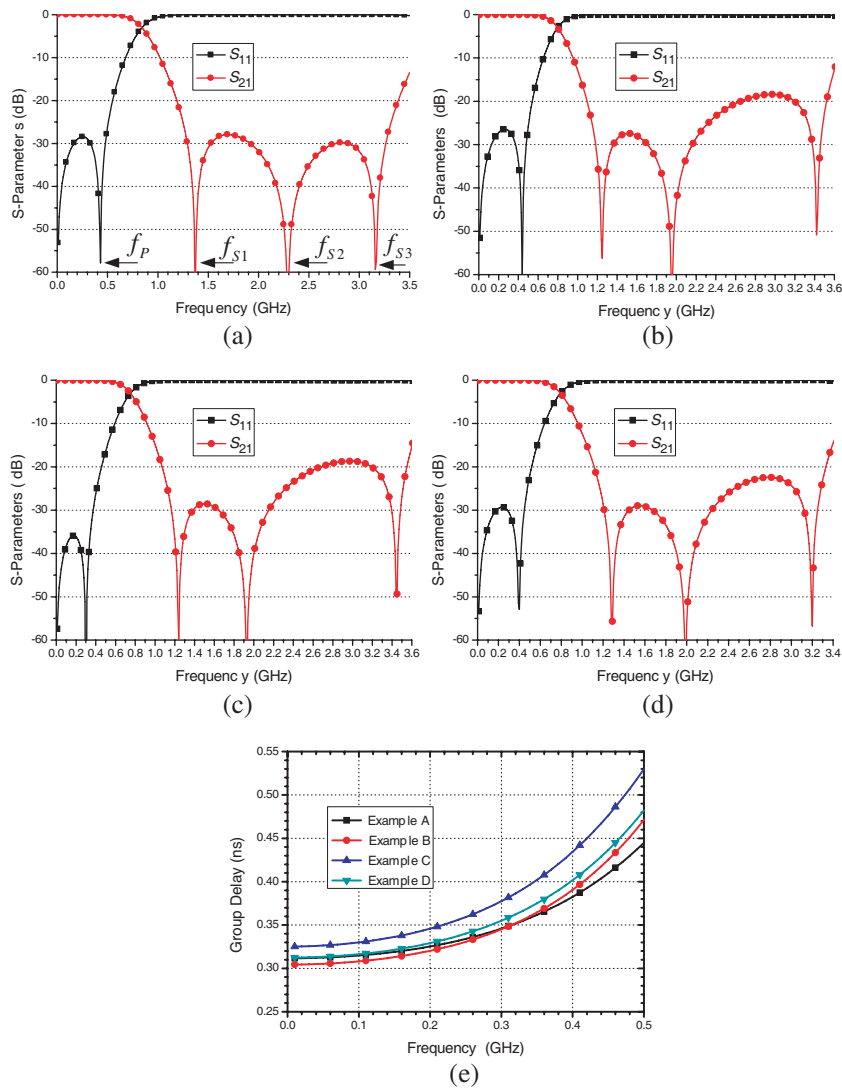 0
-10
-20
-30
-40
-50
-60
S-Parameter s (dB)
S11
S21
fP
fS1
fS2
fS3
0.0 0.5 1.0 1.5 2.0 2.5 3.0 3.5
Frequency (GHz)
(a)
0
-10
-20
-30
-40
-50
-60
S-Parameters (dB)
S11
S21
0.0 0.2 0.4 0.6 0.8 1.0 1.2 1.4 1.6 1.8 2.0 2.2 2.4 2.6 2.8 3.0 3.2 3.4 3.6
Frequenc y (GHz)
(b)
0
-10
-20
-30
-40
-50
-60
S-Parameters ( dB)
S11
S21
0.0 0.2 0.4 0.6 0.8 1.0 1.2 1.4 1.6 1.8 2.0 2.2 2.4 2.6 2.8 3.0 3.2 3.4 3.6
Frequenc y (GHz)
(c)
0
-10
-20
-30
-40
-50
-60
S-Parameters ( dB)
S11
S21
0.0 0.2 0.4 0.6 0.8 1.0 1.2 1.4 1.6 1.8 2.0 2.2 2.4 2.6 2.8 3.0 3.2 3.4
Frequenc y (GHz)
(d)
0.55
0.50
0.45
0.40
0.35
0.30
0.25
Group Delay (ns)
Example A
Example B
Example C
Example D
0.0 0.1 0.2 0.3 0.4 0.5
Frequency (GHz)
(e)